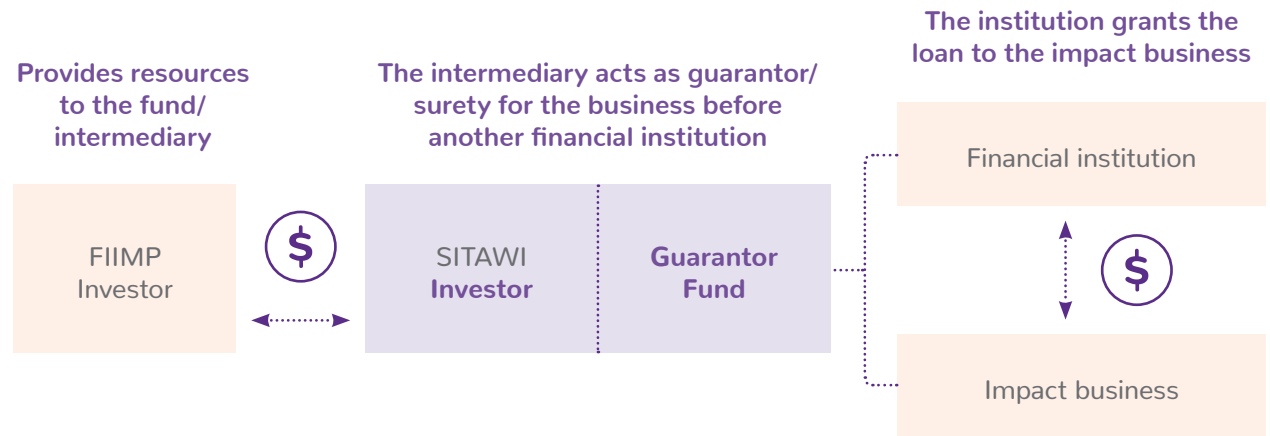 Provides resources
to the fund/
intermediary
FIIMP
Investor
$
The intermediary acts as guarantor/
surety for the business before
another financial institution
SITAWI
Investor
Guarantor
Fund
The institution grants the
loan to the impact business
Financial institution
$
Impact business